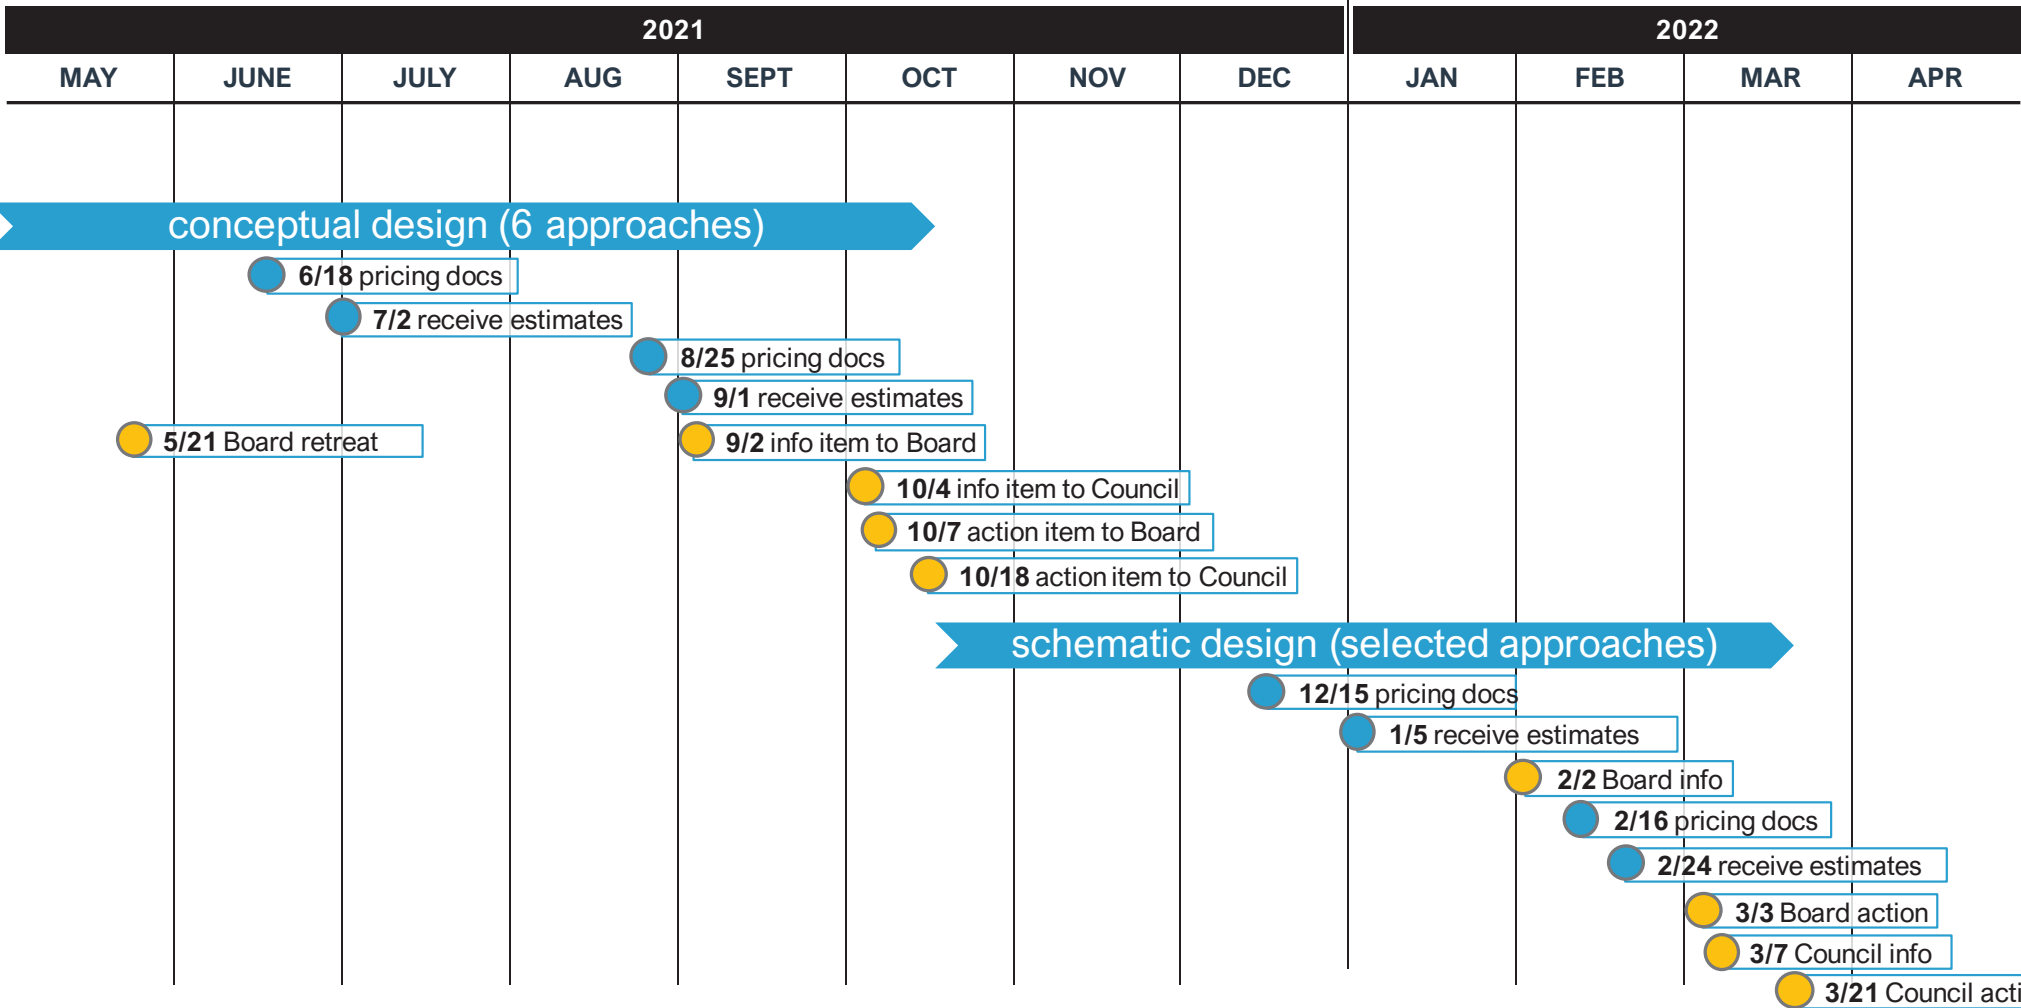 2021 2022
MAY JUNE JULY AUG SEPT OCT NOV DEC JAN FEB MAR APR
conceptual design (6 approaches)
6/18 pricing docs
7/2 receive estimates
8/25 pricing docs
9/1 receive estimates
5/21 Board retreat 9/2 info item to Board
10/4 info item to Council
10/7 action item to Board
10/18 action item to Council
schematic design (selected approaches)
12/15 pricing docs
1/5 receive estimates
2/2 Board info
2/16 pricing docs
2/24 receive estimates
3/3 Board action
3/7 Council info
3/21 Council acti